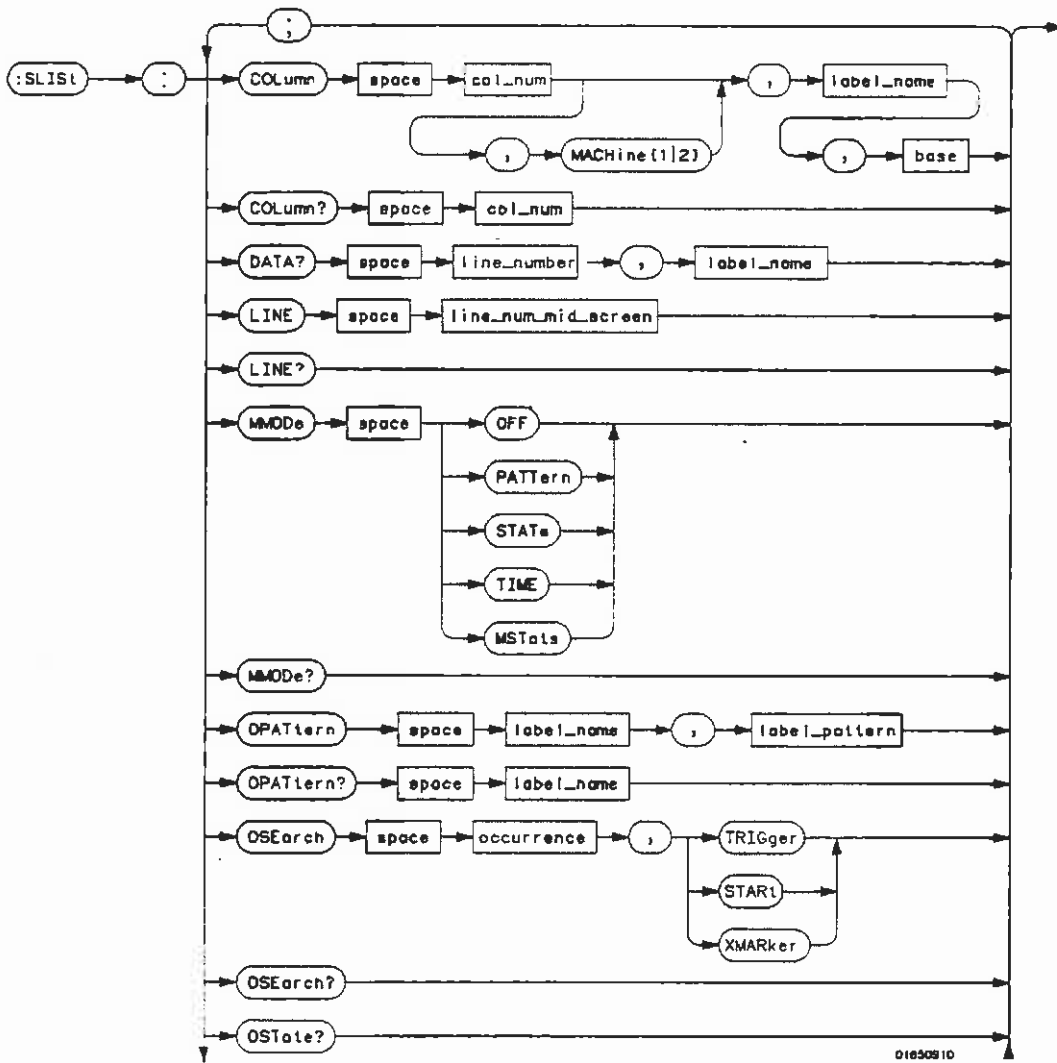 ;
:SLISt : COLumn space col_num , label_name
, MACHine{1|2} , base
COLumn? space col_num
DATA? space line_number , label_name
LINE space line_num_mid_screen
LINE?
MMODe space OFF
PATTern
STATe
TIME
MSTats
MMODe?
OPATtern space label_name , label_pattern
OPATtern? space label_name
OSEarch space occurrence , TRIGger
STARt
XMARker
OSEarch?
OSTate?
01650S10